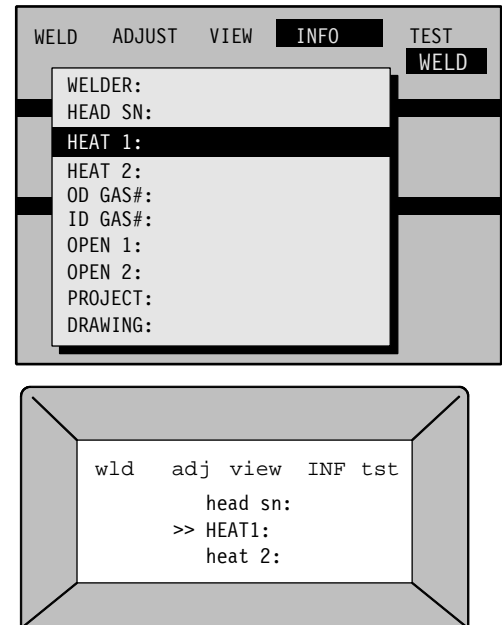 WELD ADJUST VIEW INFO TEST
WELD
WELDER:
HEAD SN:
HEAT 1:
HEAT 2:
OD GAS#:
ID GAS#:
OPEN 1:
OPEN 2:
PROJECT:
DRAWING:
wld adj view INF tst
head sn:
>> HEAT1:
heat 2: